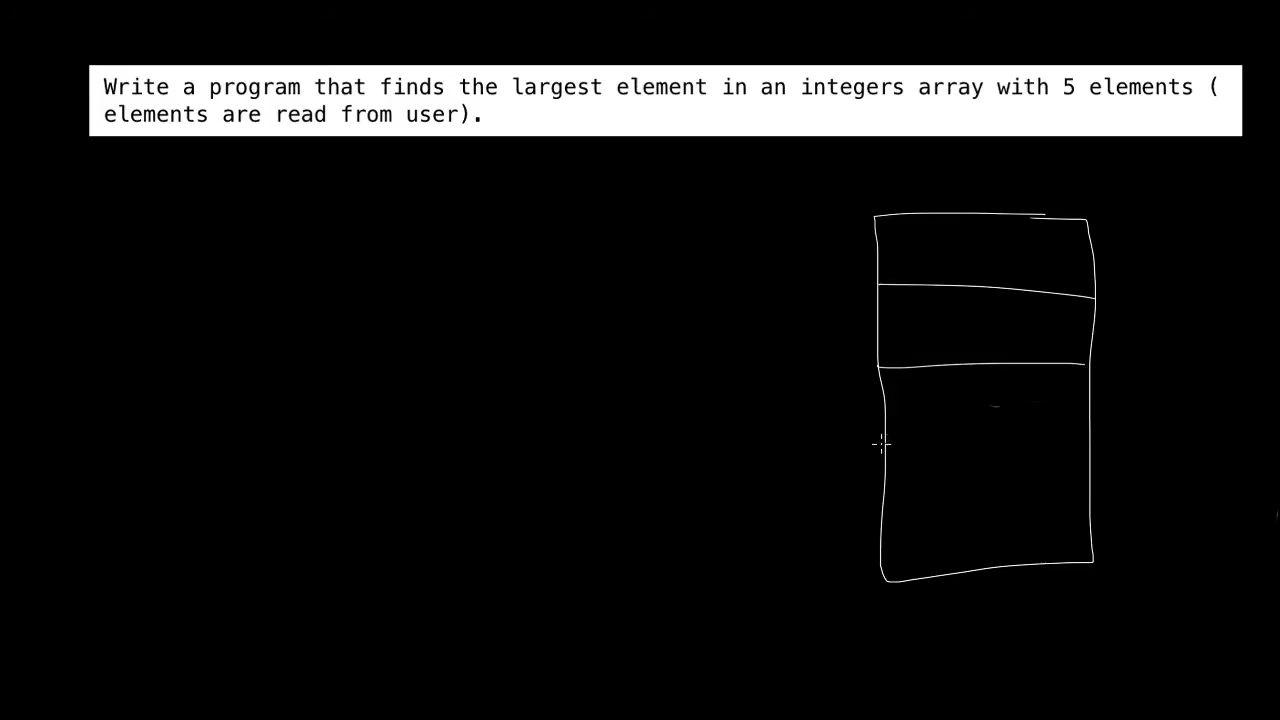 Write a program that finds the largest element in an integers array with 5 elements (
elements are read from user).